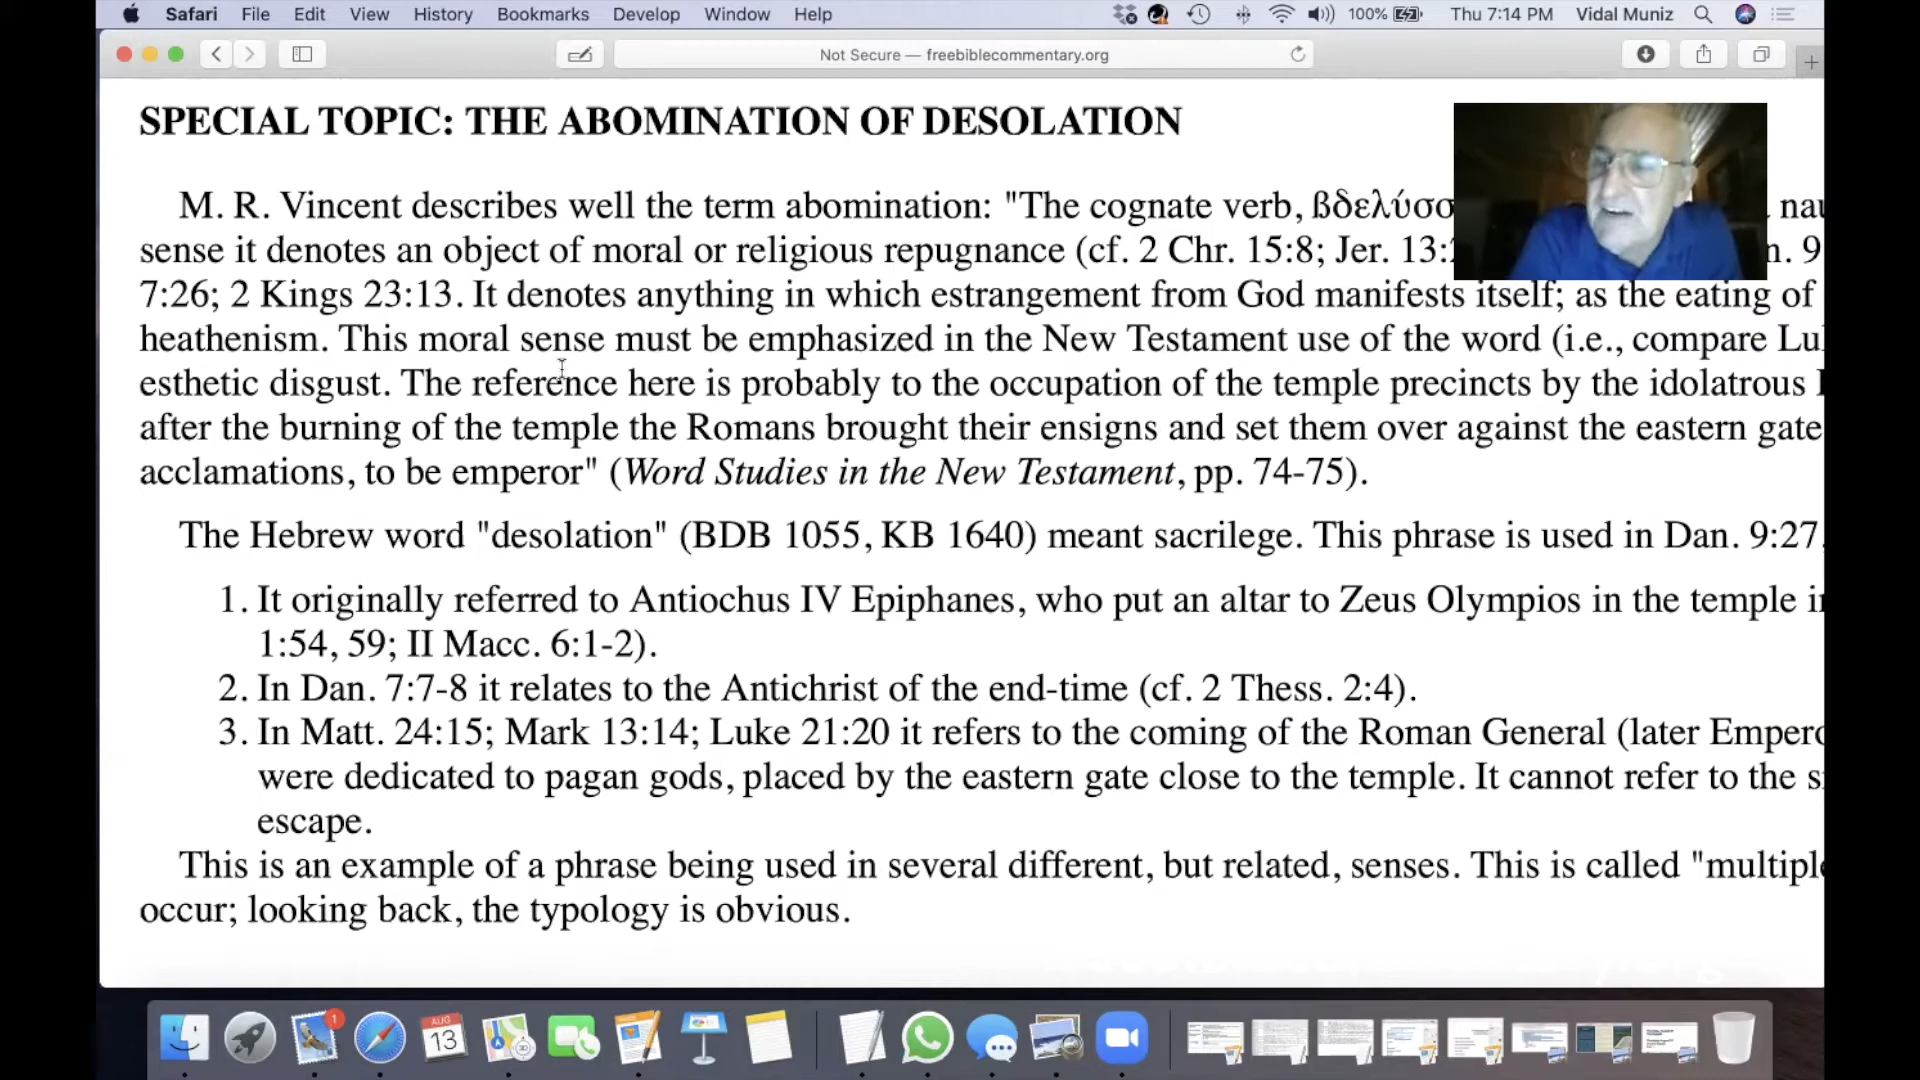 Safari File Edit View History Bookmarks Develop Window Help 100% Thu 7:14 PM Vidal Muniz
Not Secure — freebiblecommentary.org
SPECIAL TOPIC: THE ABOMINATION OF DESOLATION
M. R. Vincent describes well the term abomination: "The cognate verb,
sense it denotes an object of moral or religious repugnance (cf. 2 Chr. 15:8; Jer. 9
7:26; 2 Kings 23:13. It denotes anything in which estrangement from God manifests itself; as the eating of
heathenism. This moral sense must be emphasized in the New Testament use of the word (i.e., compare
esthetic disgust. The reference here is probably to the occupation of the temple precincts by the idolatrous
after the burning of the temple the Romans brought their ensigns and set them over against the eastern gate
acclamations, to be emperor" (Word Studies in the New Testament, pp. 74-75).
The Hebrew word "desolation" (BDB 1055, KB 1640) meant sacrilege. This phrase is used in Dan. 9:27,
1. It originally referred to Antiochus IV Epiphanes, who put an altar to Zeus Olympios in the temple
1:54, 59; II Macc. 6:1-2).
2. In Dan. 7:7-8 it relates to the Antichrist of the end-time (cf. 2 Thess. 2:4).
3. In Matt. 24:15; Mark 13:14; Luke 21:20 it refers to the coming of the Roman General (later
were dedicated to pagan gods, placed by the eastern gate close to the temple. It cannot refer to the
escape.
This is an example of a phrase being used in several different, but related, senses. This is called
occur; looking back, the typology is obvious.
1
AUG
13